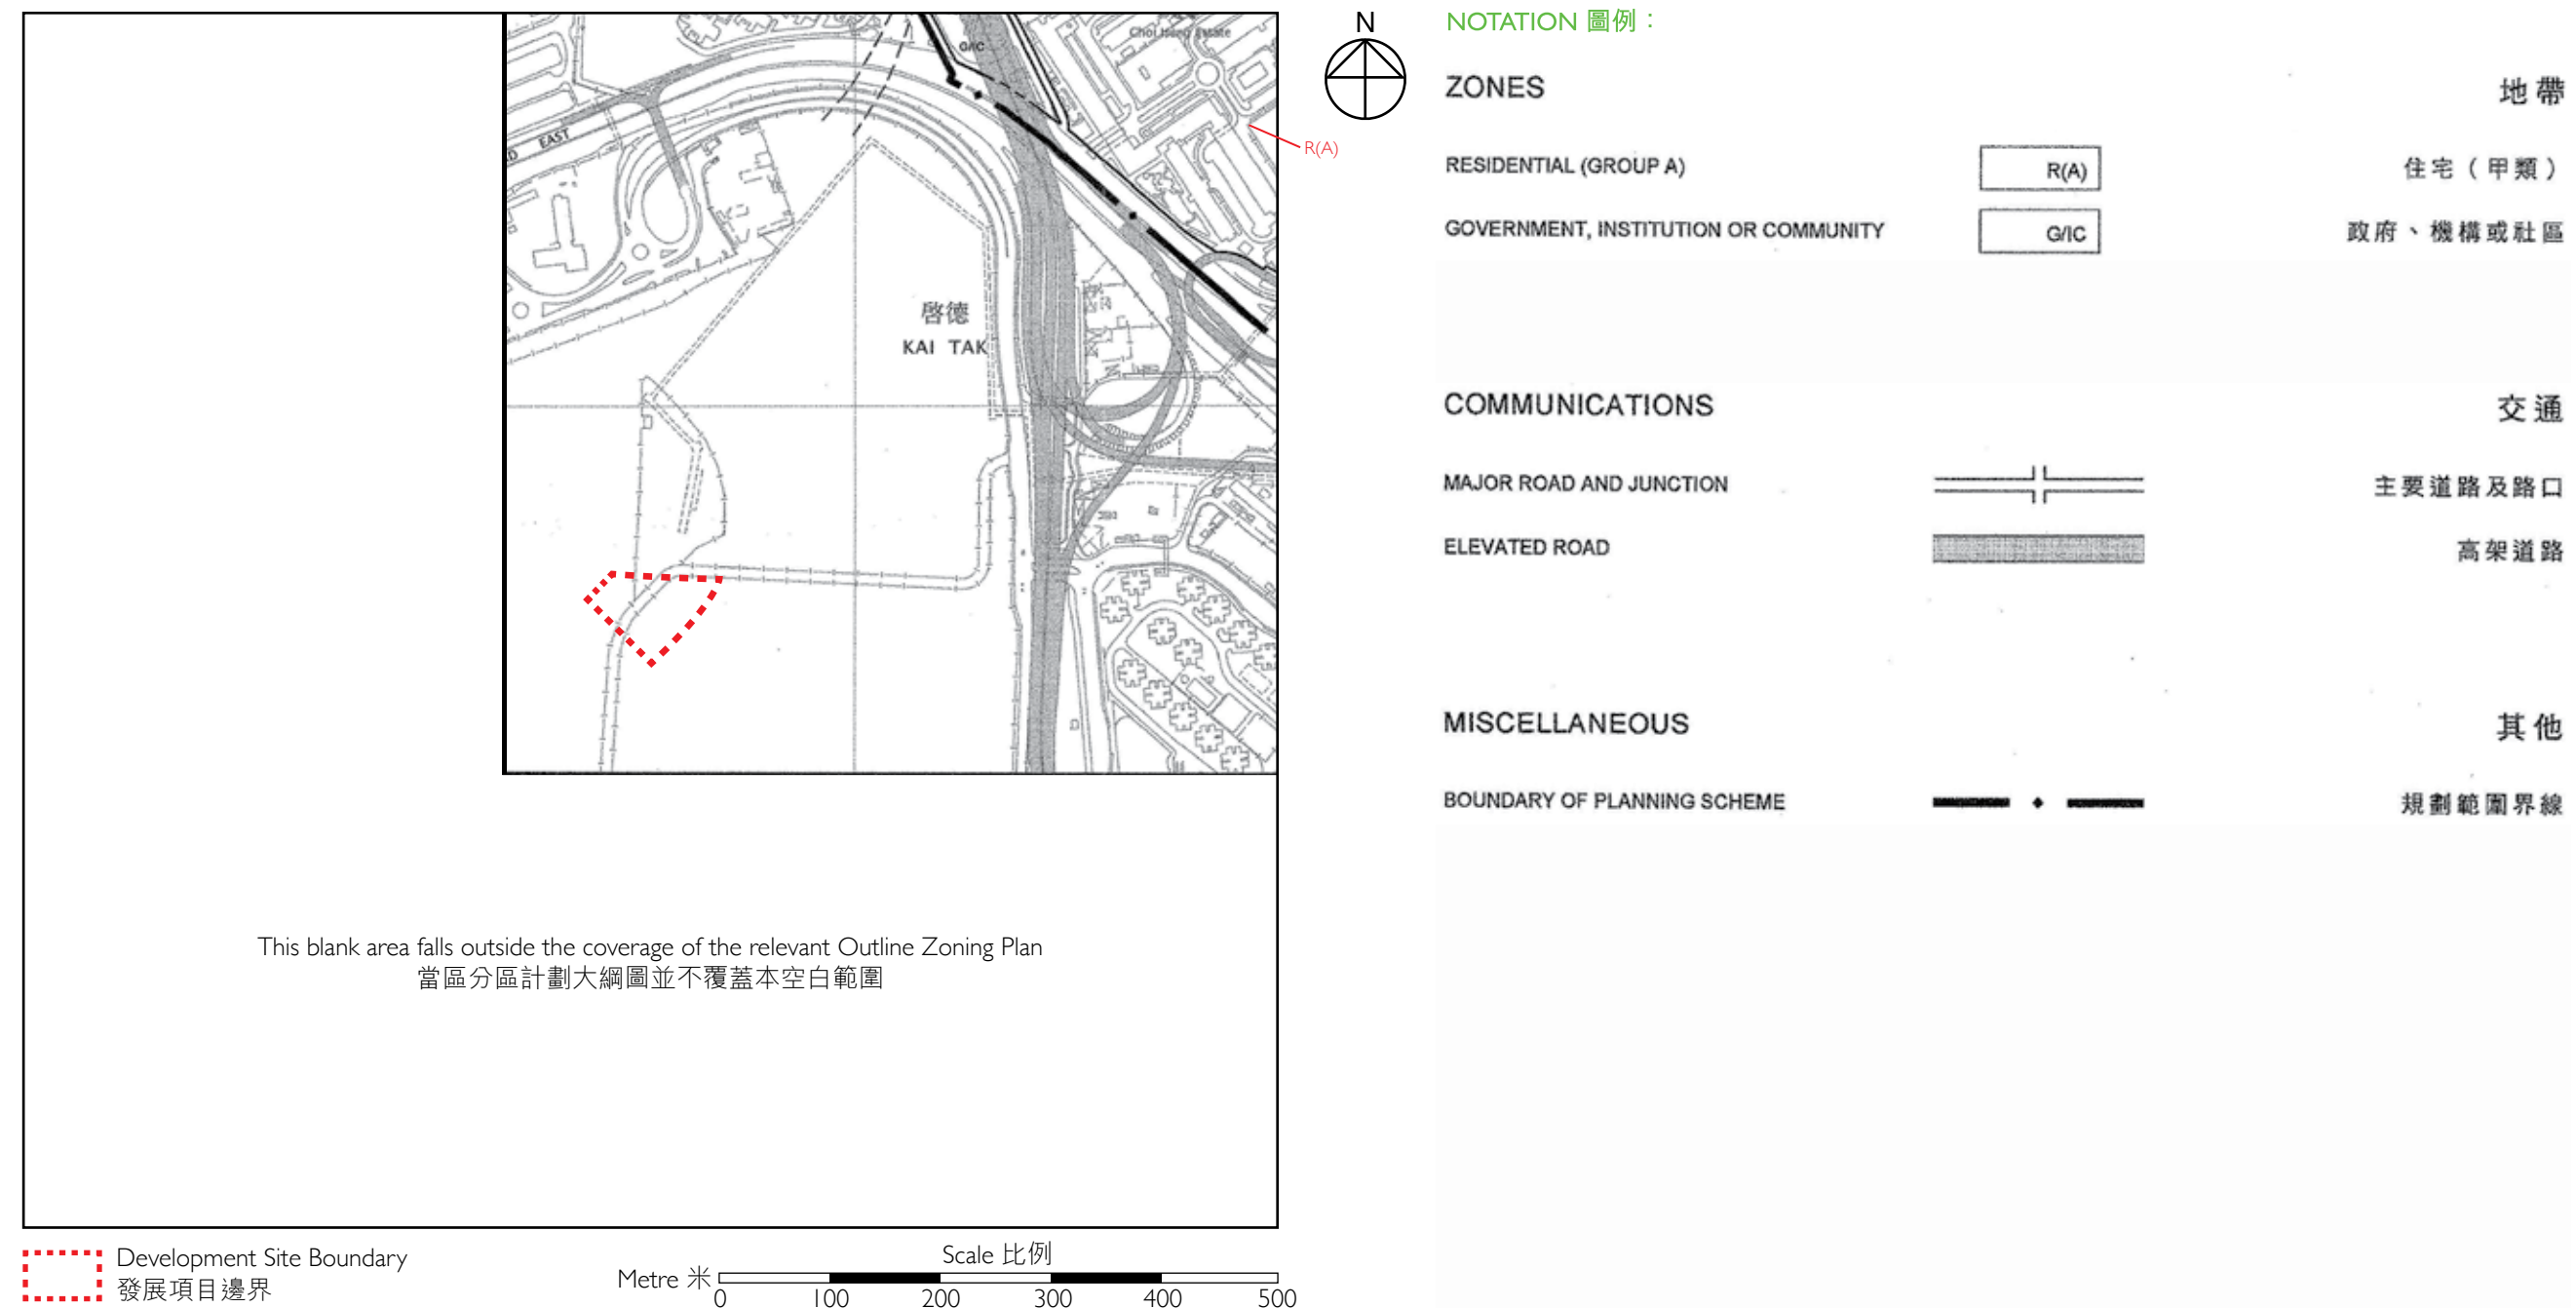 G/IC
Choi Hung Estate
RD EAST
啓德
KAI TAK
R(A)
N
This blank area falls outside the coverage of the relevant Outline Zoning Plan
當區分區計劃大綱圖並不覆蓋本空白範圍
Development Site Boundary
發展項目邊界
Scale 比例
Metre 米
0 100 200 300 400 500
NOTATION 圖例：
ZONES 地帶
RESIDENTIAL (GROUP A) R(A) 住宅（甲類）
GOVERNMENT, INSTITUTION OR COMMUNITY G/IC 政府、機構或社區
COMMUNICATIONS 交通
MAJOR ROAD AND JUNCTION 主要道路及路口
ELEVATED ROAD 高架道路
MISCELLANEOUS 其他
BOUNDARY OF PLANNING SCHEME 規劃範圍界線